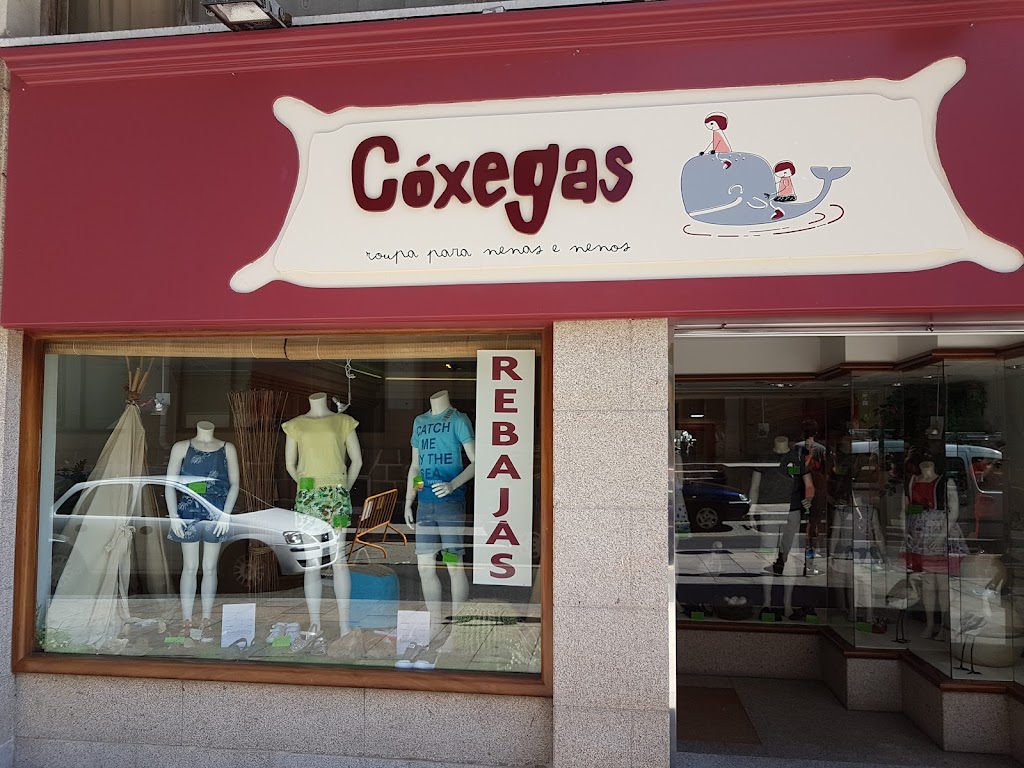 Cóxegas
roupa para nenas e nenos
REBAJAS
CATCH
ME
BY THE
SEA